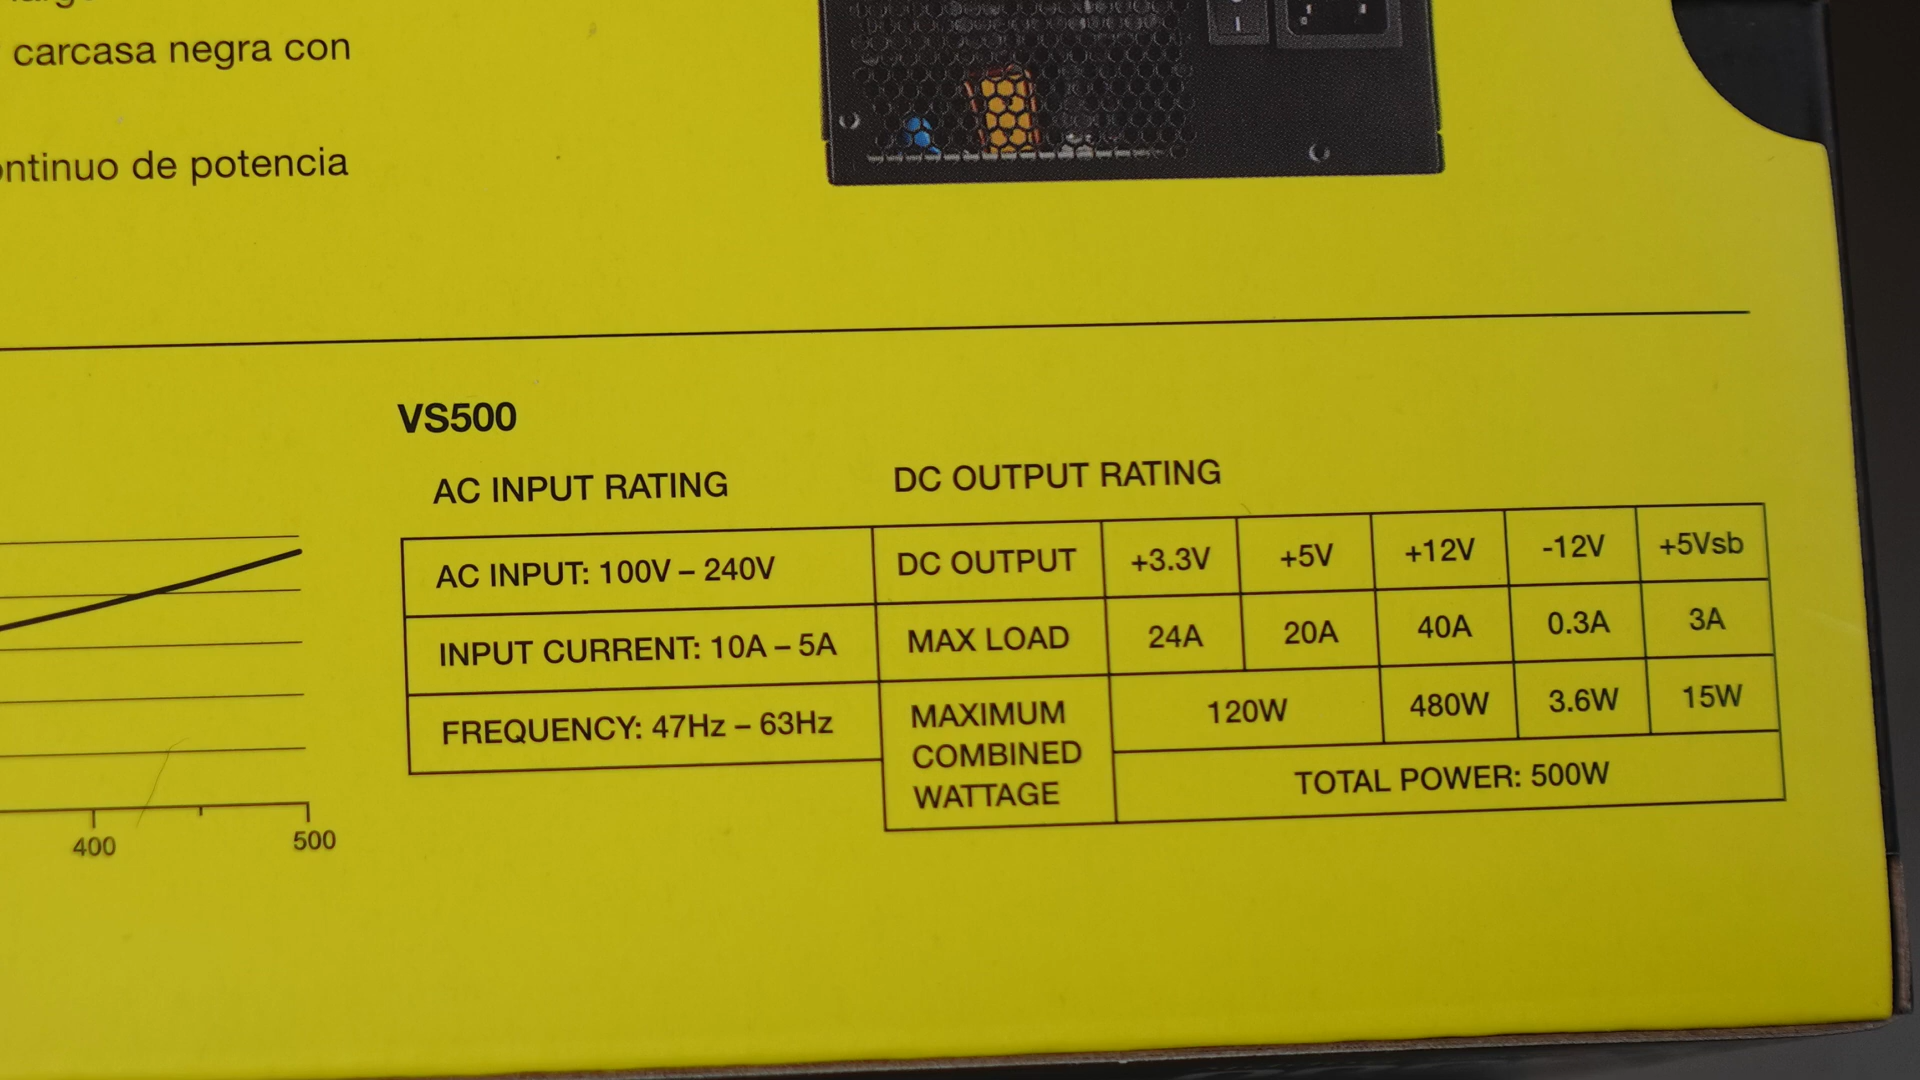 carcasa negra con
ontinuo de potencia
VS500
AC INPUT RATING
AC INPUT: 100V – 240V
INPUT CURRENT: 10A – 5A
FREQUENCY: 47Hz – 63Hz
DC OUTPUT RATING
DC OUTPUT +3.3V +5V +12V -12V +5Vsb
MAX LOAD 24A 20A 40A 0.3A 3A
MAXIMUM COMBINED WATTAGE 120W 480W 3.6W 15W
TOTAL POWER: 500W
400 500